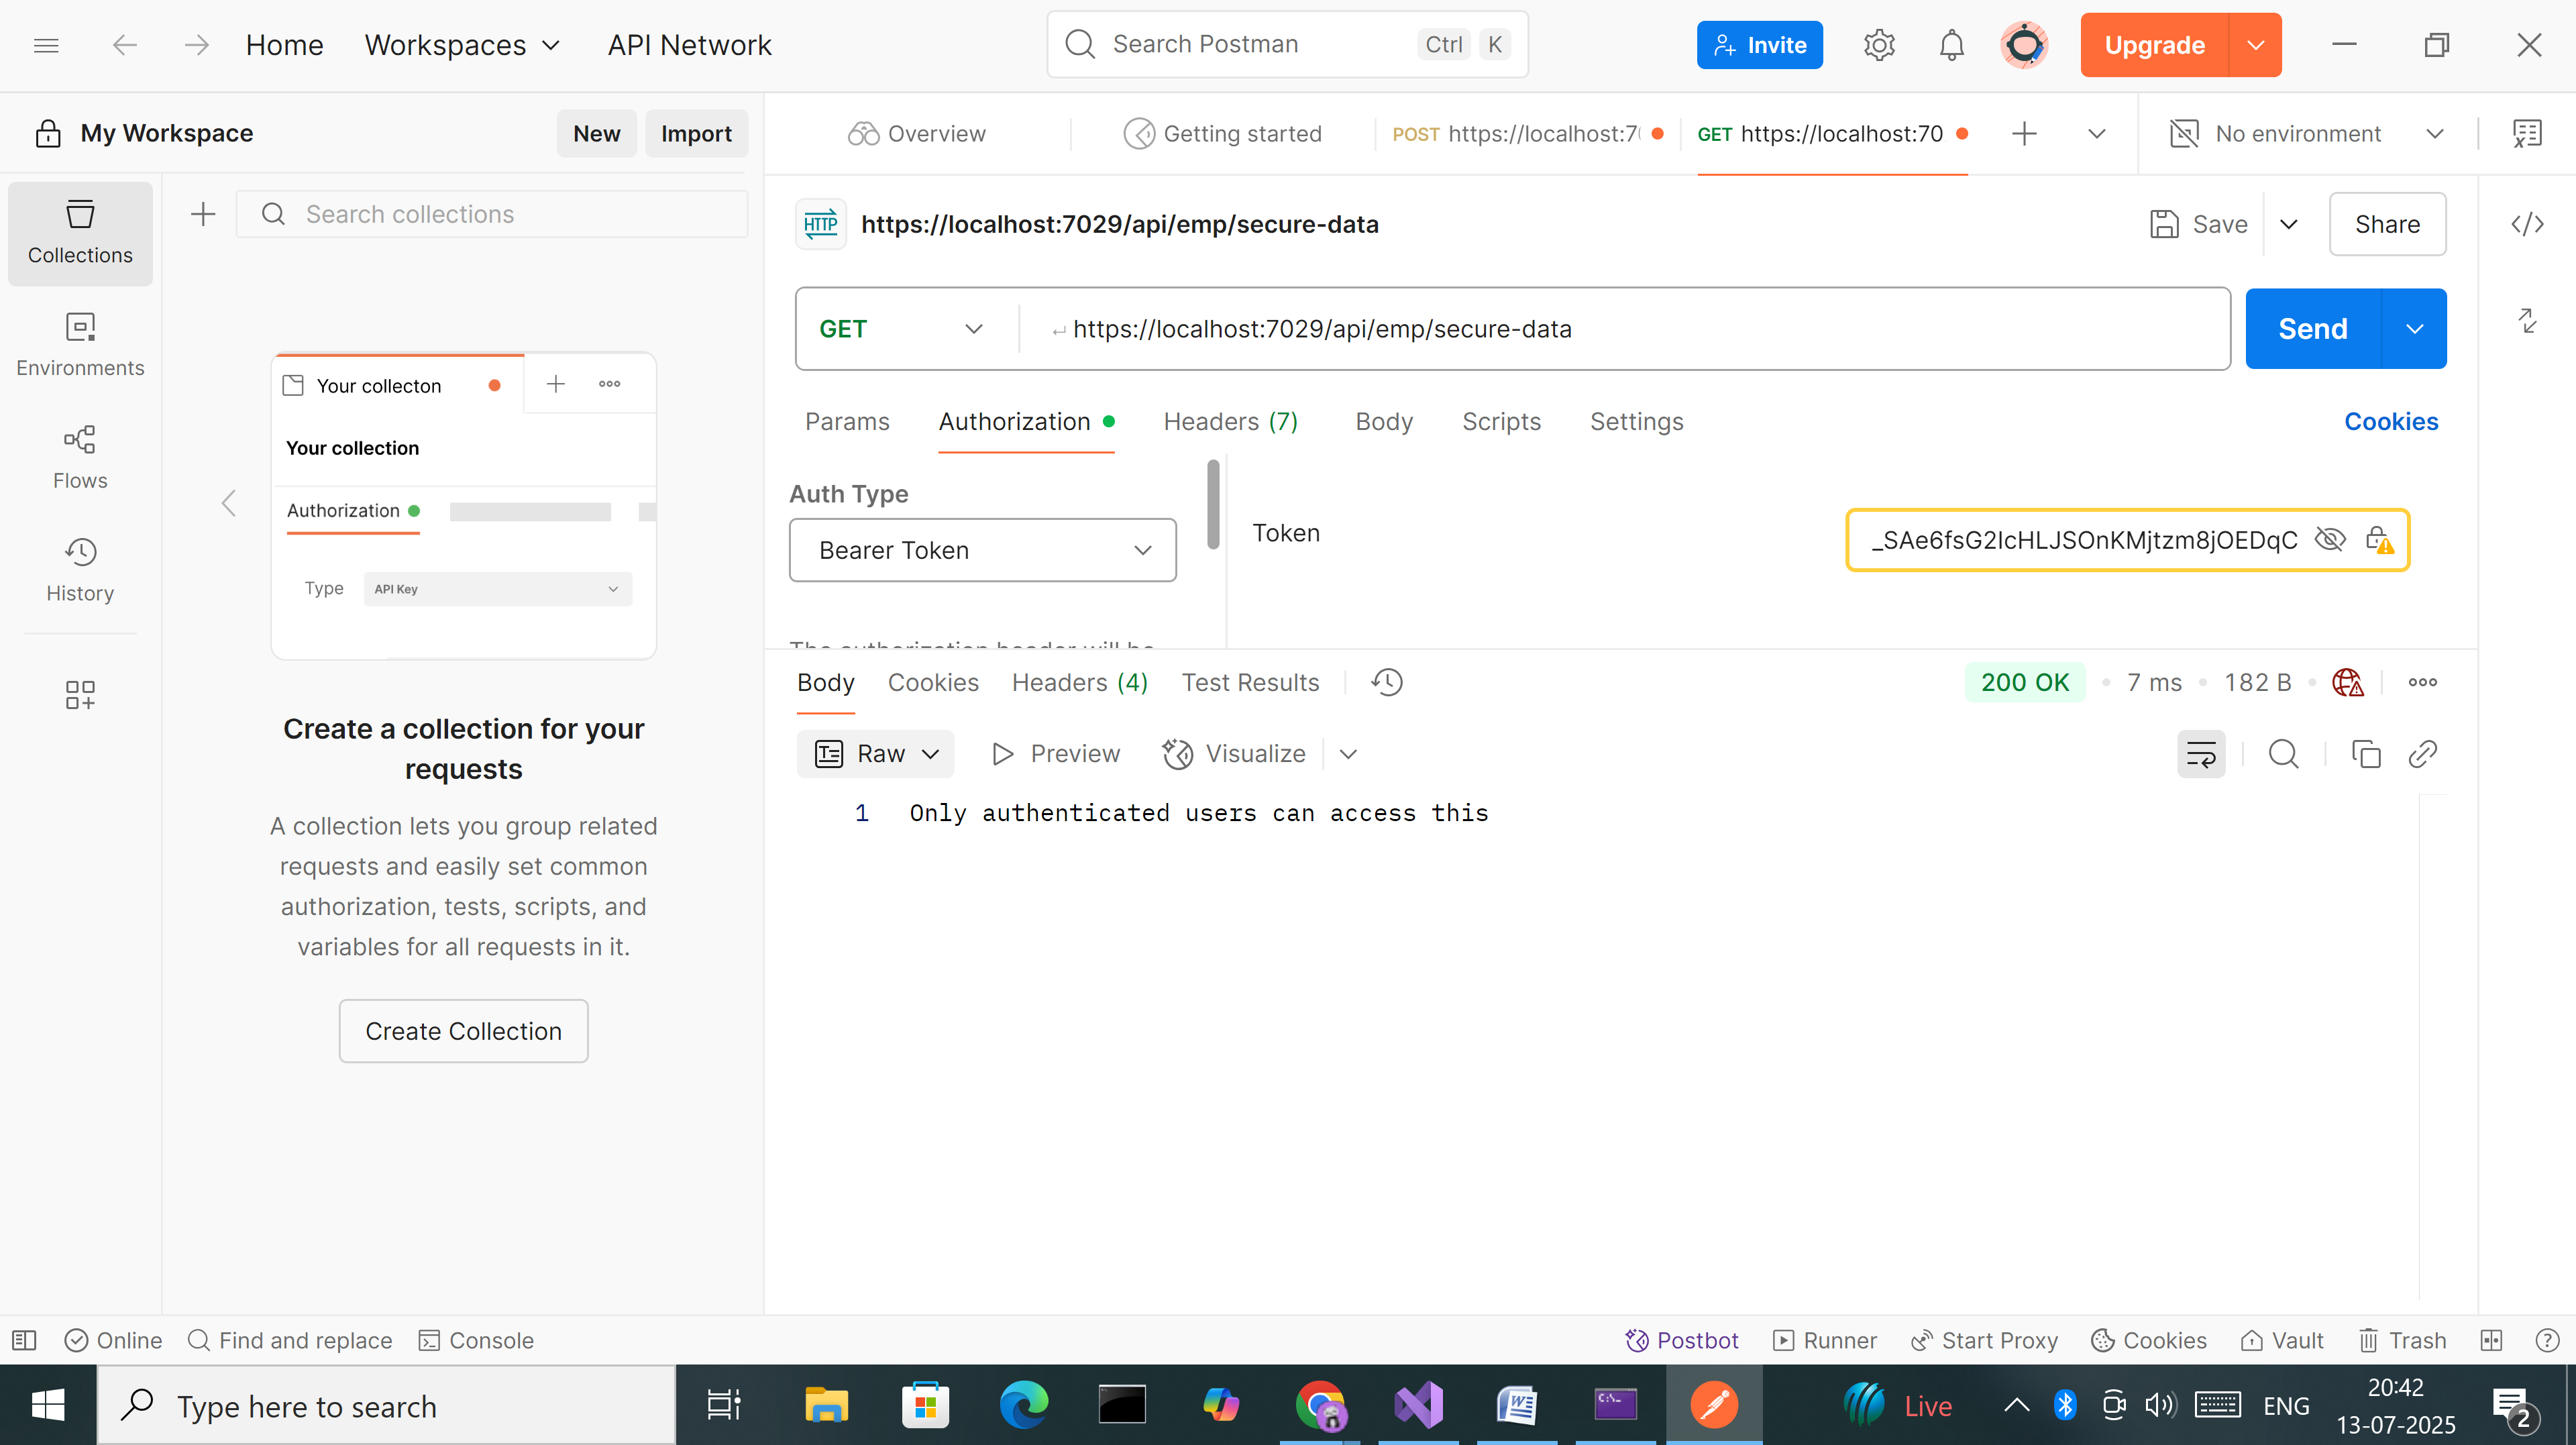 Home
Workspaces
API Network
Search Postman
Ctrl
K
Invite
Upgrade
My Workspace
New
Import
Overview
Getting started
POST https://localhost:7
GET https://localhost:70
No environment
Collections
Environments
Flows
History
Search collections
Your collecton
Your collection
Authorization
Type
API Key
Create a collection for your
requests
A collection lets you group related
requests and easily set common
authorization, tests, scripts, and
variables for all requests in it.
Create Collection
HTTP
https://localhost:7029/api/emp/secure-data
Save
Share
GET
https://localhost:7029/api/emp/secure-data
Send
Params
Authorization
Headers (7)
Body
Scripts
Settings
Cookies
Auth Type
Bearer Token
The authorization header will be
Token
_SAe6fsG2IcHLJSOnKMjtzm8jOEDqC
Body
Cookies
Headers (4)
Test Results
200 OK
7 ms
182 B
Raw
Preview
Visualize
1 Only authenticated users can access this
Online
Find and replace
Console
Postbot
Runner
Start Proxy
Cookies
Vault
Trash
Type here to search
Live
ENG
20:42
13-07-2025
2